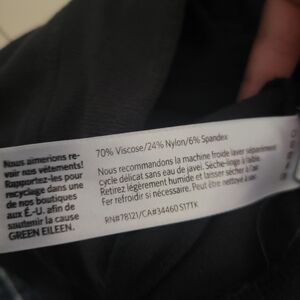 Nous aimerions re-
voir nos vêtements!
Rapportez-les pour
recyclage dans une
de nos boutiques
aux É.-U. afin de
soutenir la cause
GREEN EILEEN.
70% Viscose/24% Nylon/6% Spandex
Nous recommandons la machine froide laver séparément
cycle délicat sans eau de javel. Sèche-linge à faible.
Retirez légèrement humide et laisser sécher à l'air
Fer refroidir si nécessaire. Peut être nettoyé à sec.
RN#78121/CA#34460 S17TK